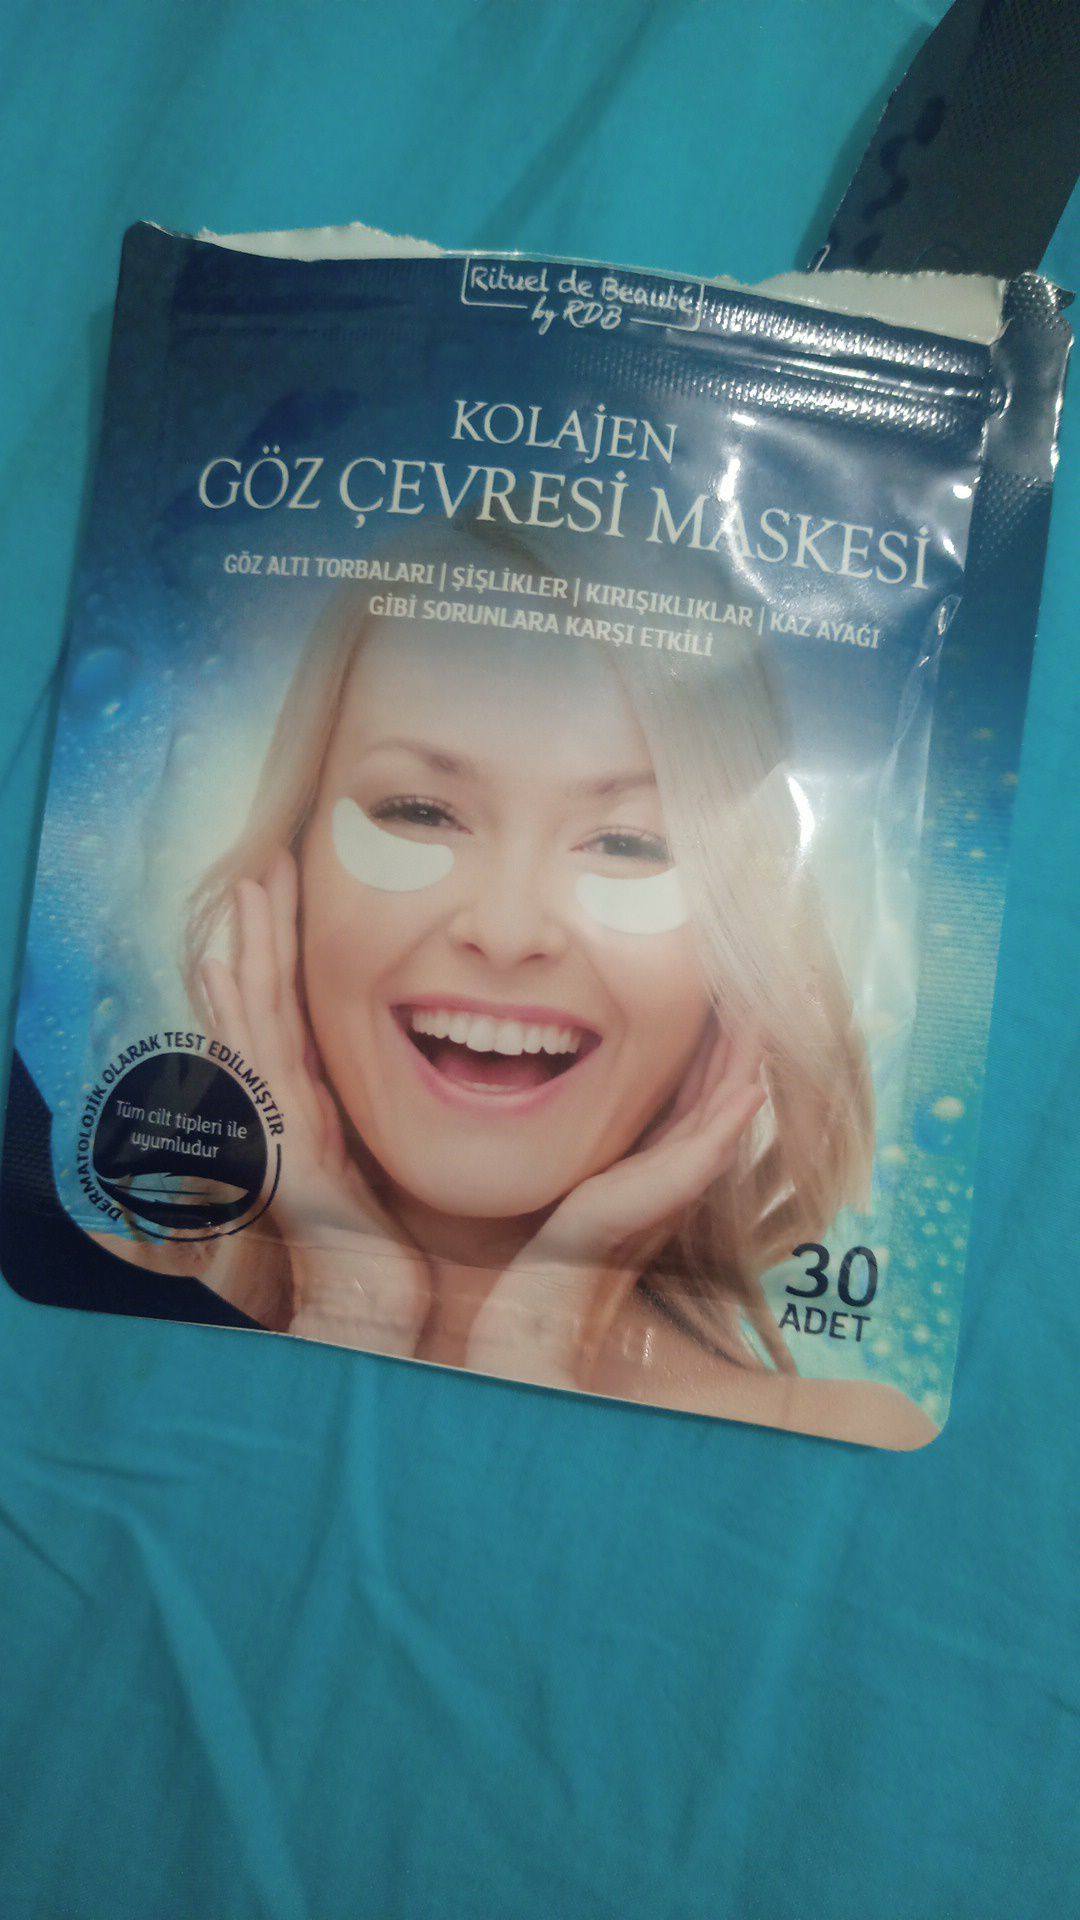 Rituel de Beauté
by RDB
KOLAJEN
GÖZ ÇEVRESİ MASKESİ
GÖZ ALTI TORBALARI | ŞİŞLİKLER | KIRIŞIKLIKLAR | KAZ AYAĞI
GİBİ SORUNLARA KARŞI ETKİLİ
DERMATOLOJİK OLARAK TEST EDİLMİŞTİR
Tüm cilt tipleri ile
uyumludur
30
ADET